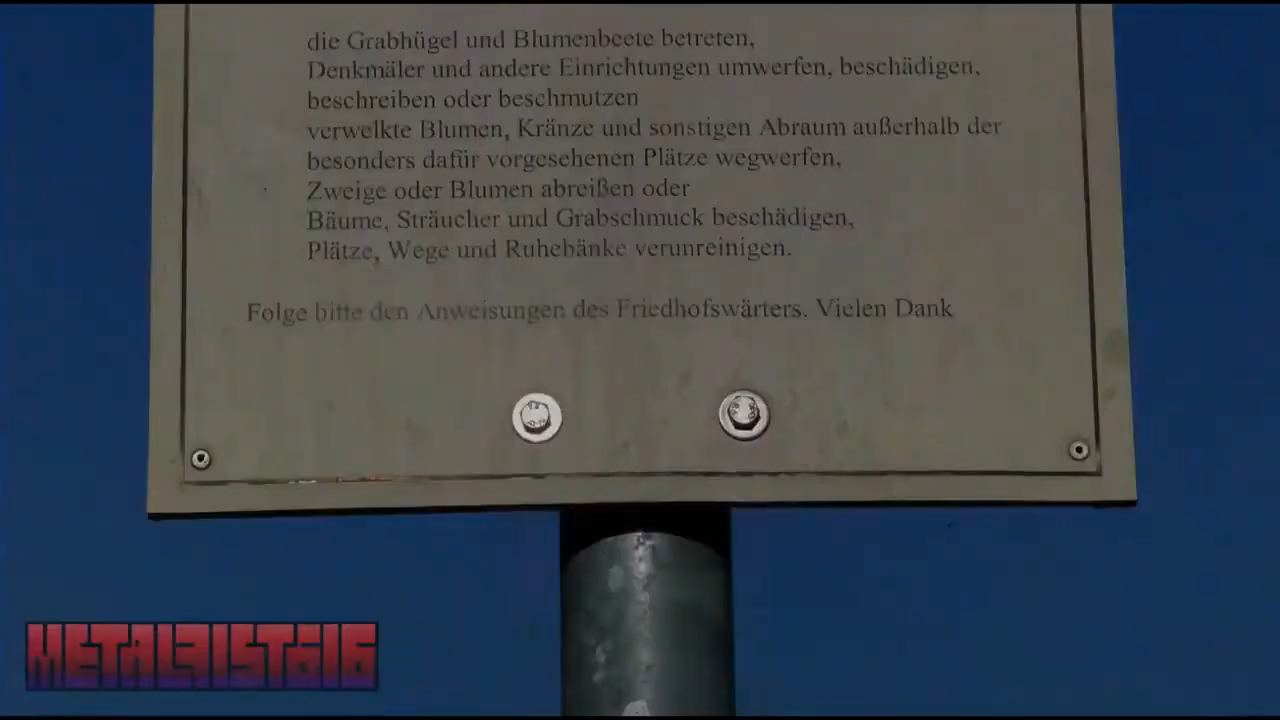 die Grabhügel und Blumenbeete betreten,
Denkmäler und andere Einrichtungen umwerfen, beschädigen,
beschreiben oder beschmutzen
verwelkte Blumen, Kränze und sonstigen Abraum außerhalb der
besonders dafür vorgesehenen Plätze wegwerfen,
Zweige oder Blumen abreißen oder
Bäume, Sträucher und Grabschmuck beschädigen,
Plätze, Wege und Ruhebänke verunreinigen.
Folge bitte den Anweisungen des Friedhofswärters. Vielen Dank